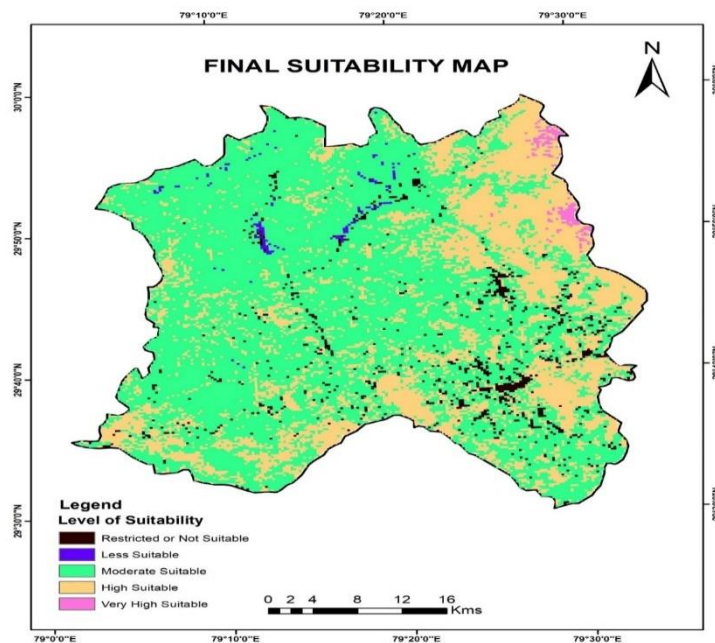 79°10'0"E 79°20'0"E 79°30'0"E
FINAL SUITABILITY MAP
N
30°0'0"N
29°50'0"N
29°40'0"N
29°30'0"N
Legend
Level of Suitability
Restricted or Not Suitable
Less Suitable
Moderate Suitable
High Suitable
Very High Suitable
0 2 4 8 12 16
Kms
79°0'0"E 79°10'0"E 79°20'0"E 79°30'0"E